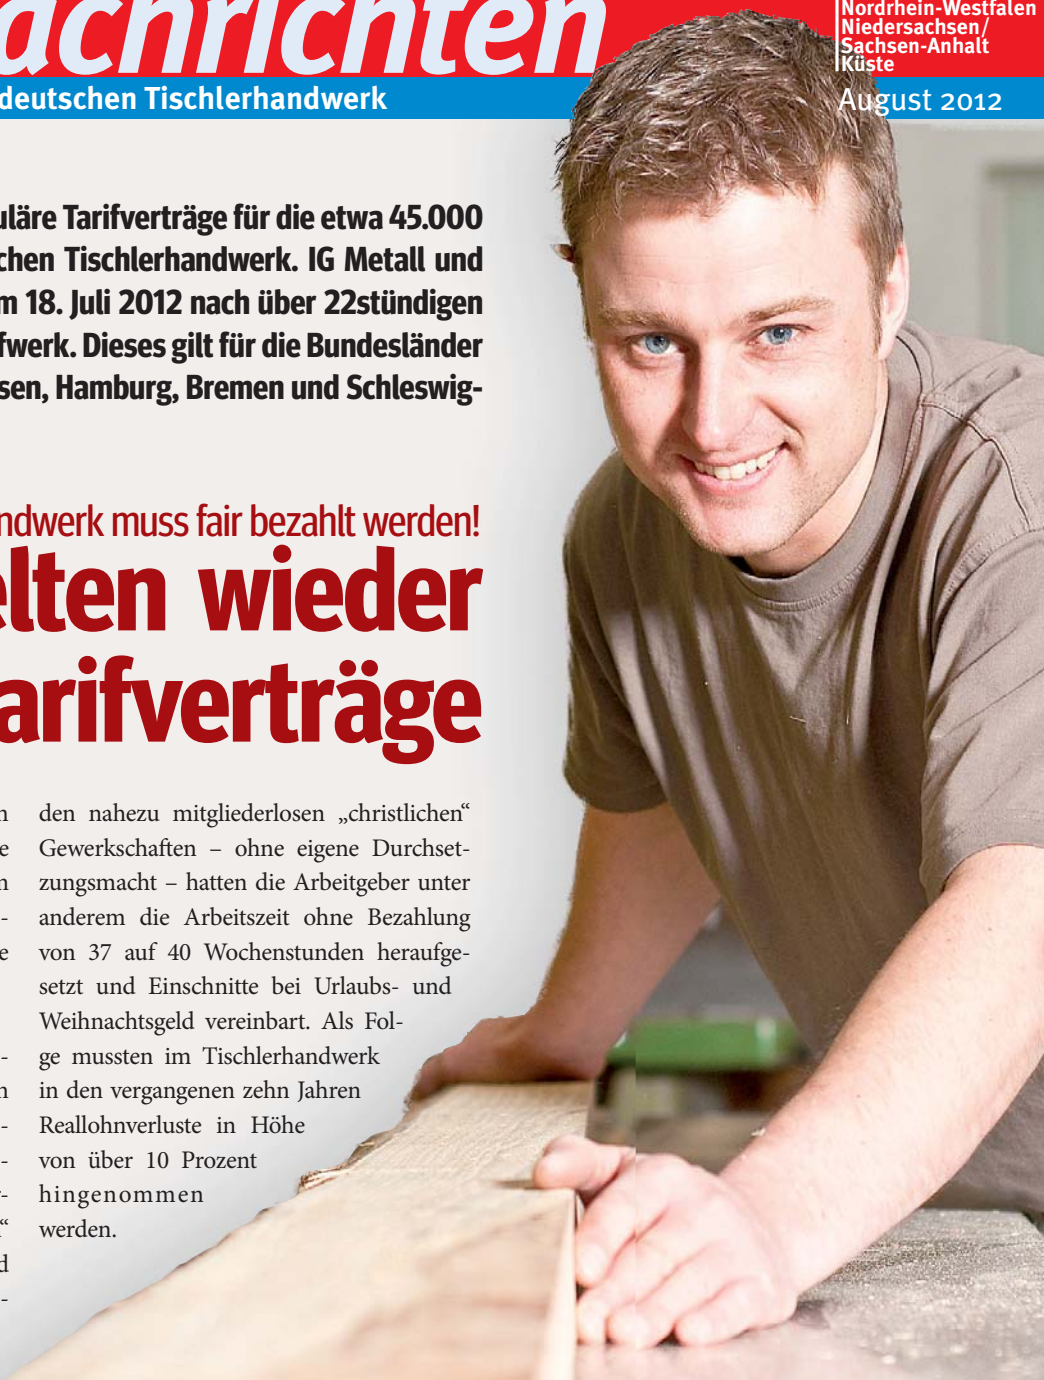 achrichten
Nordrhein-Westfalen
Niedersachsen/
Sachsen-Anhalt
Küste
deutschen Tischlerhandwerk
August 2012
uläre Tarifverträge für die etwa 45.000
chen Tischlerhandwerk. IG Metall und
m 18. Juli 2012 nach über 22stündigen
fwerk. Dieses gilt für die Bundesländer
sen, Hamburg, Bremen und Schleswig-
ndwerk muss fair bezahlt werden!
elten wieder
arifverträge
n
e
n
-
e
-
n
-
-
-
“
d
-
den nahezu mitgliederlosen „christlichen“
Gewerkschaften – ohne eigene Durchset-
zungsmacht – hatten die Arbeitgeber unter
anderem die Arbeitszeit ohne Bezahlung
von 37 auf 40 Wochenstunden heraufge-
setzt und Einschnitte bei Urlaubs- und
Weihnachtsgeld vereinbart. Als Fol-
ge mussten im Tischlerhandwerk
in den vergangenen zehn Jahren
Reallohnverluste in Höhe
von über 10 Prozent
hingenommen
werden.